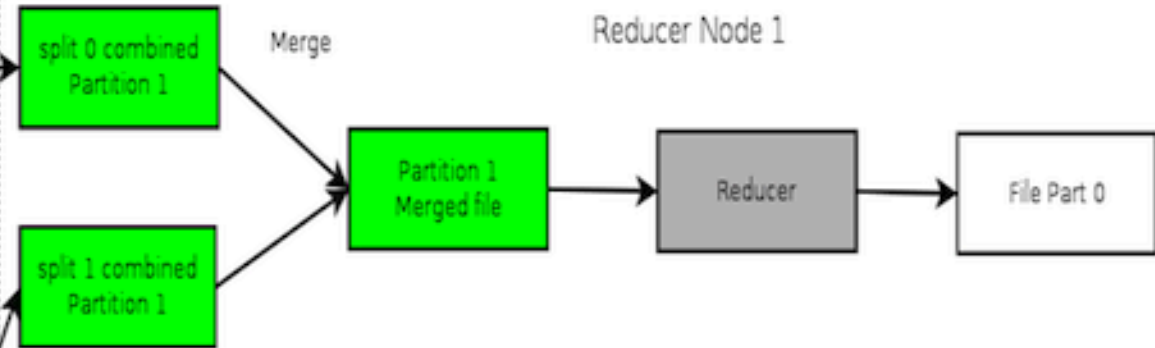 split 0 combined
Partition 1
Merge
Reducer Node 1
Partition 1
Merged file
Reducer
File Part 0
split 1 combined
Partition 1